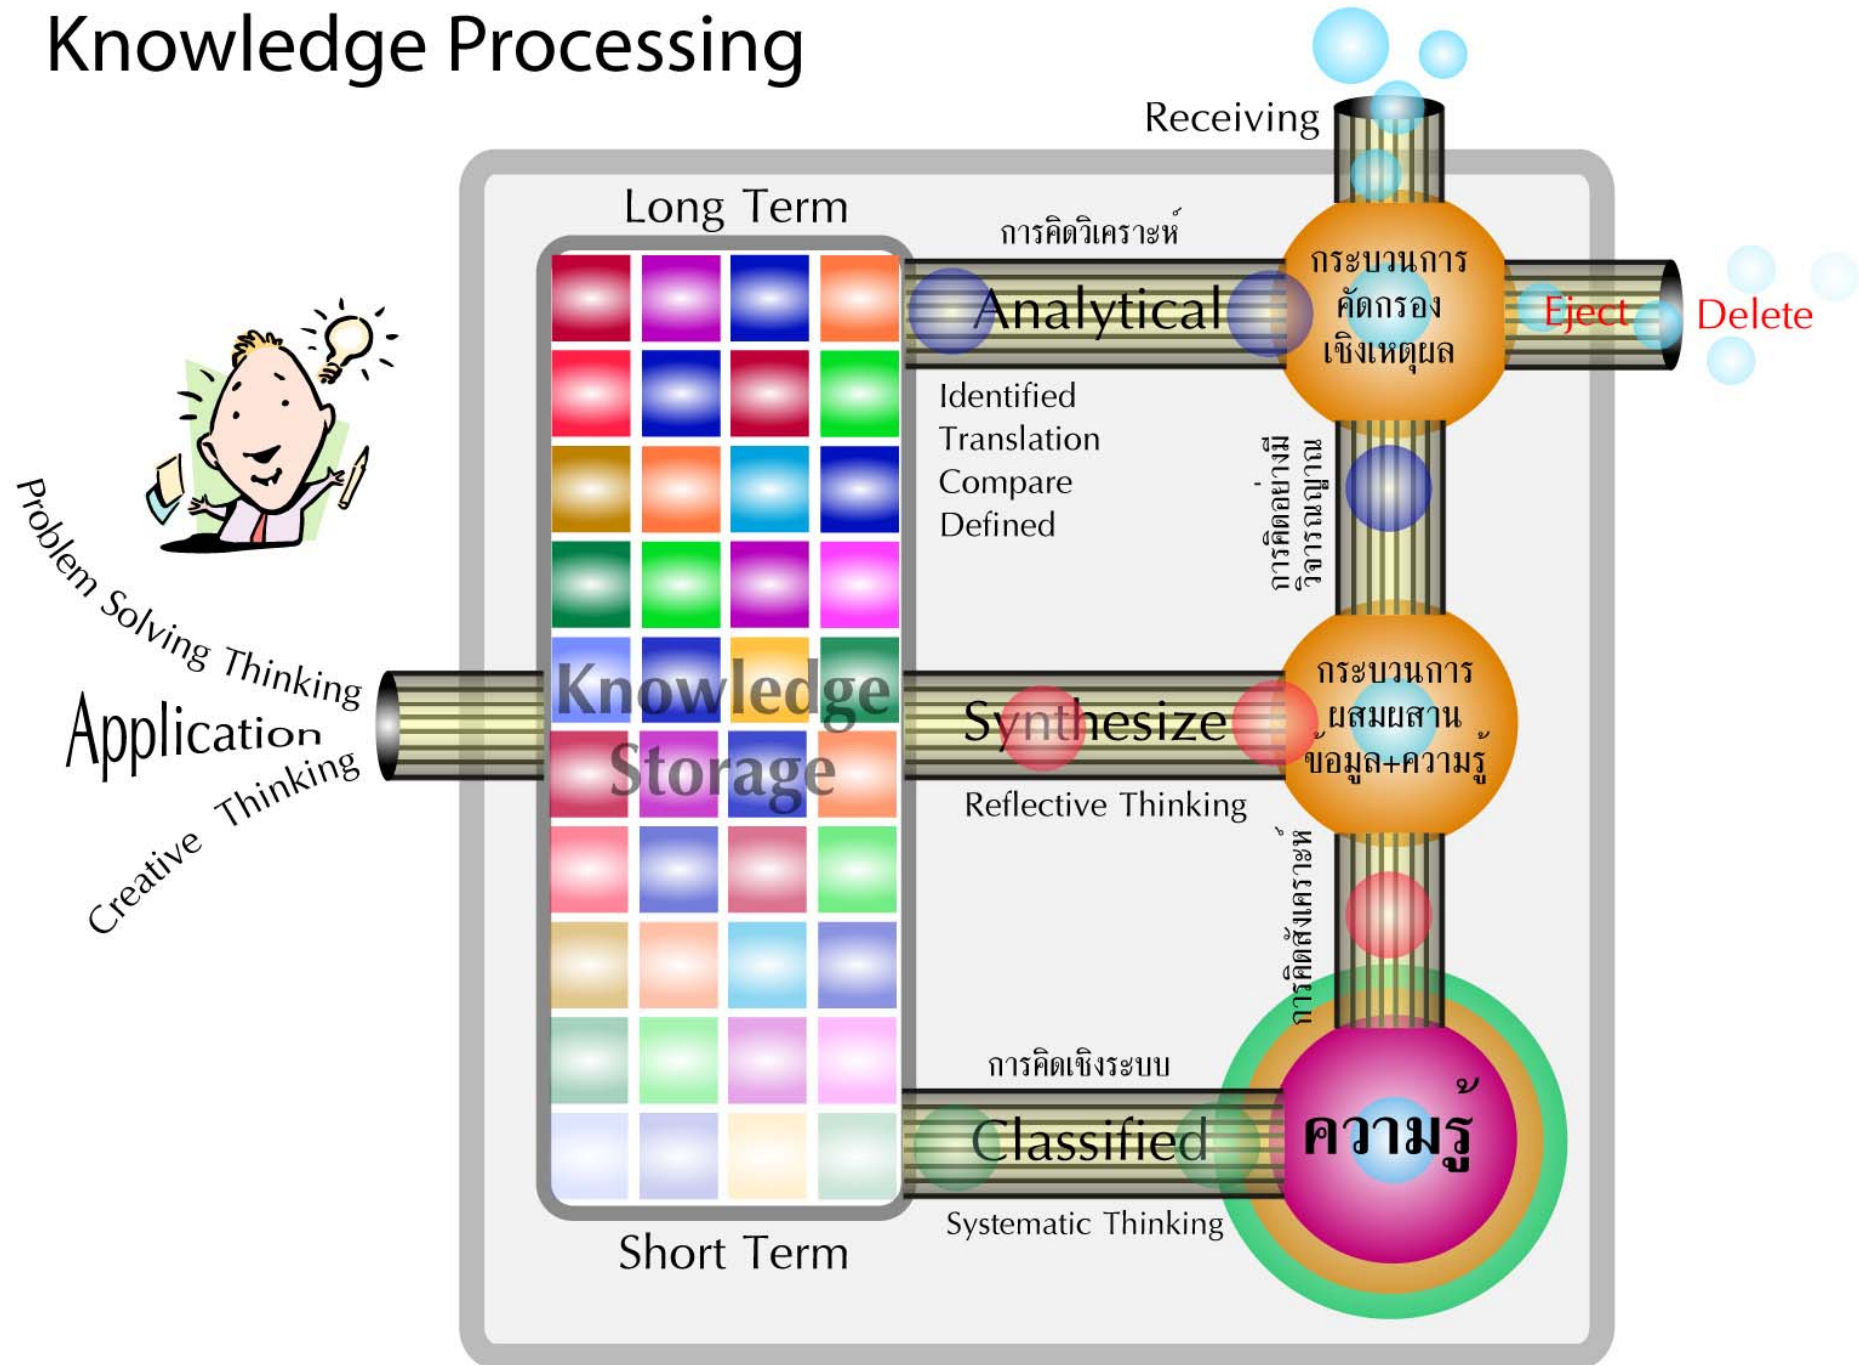 Knowledge Processing
Receiving
Long Term
การคิดวิเคราะห์
Analytical
กระบวนการ
คัดกรอง
เชิงเหตุผล
Eject
Delete
Identified
Translation
Compare
Defined
การคิดอย่างมี
วิจารณญาณ
Problem Solving Thinking
Application
Creative Thinking
Knowledge
Storage
Synthesize
Reflective Thinking
กระบวนการ
ผสมผสาน
ข้อมูล+ความรู้
การคิดสังเคราะห์
การคิดเชิงระบบ
Classified
Systematic Thinking
ความรู้
Short Term